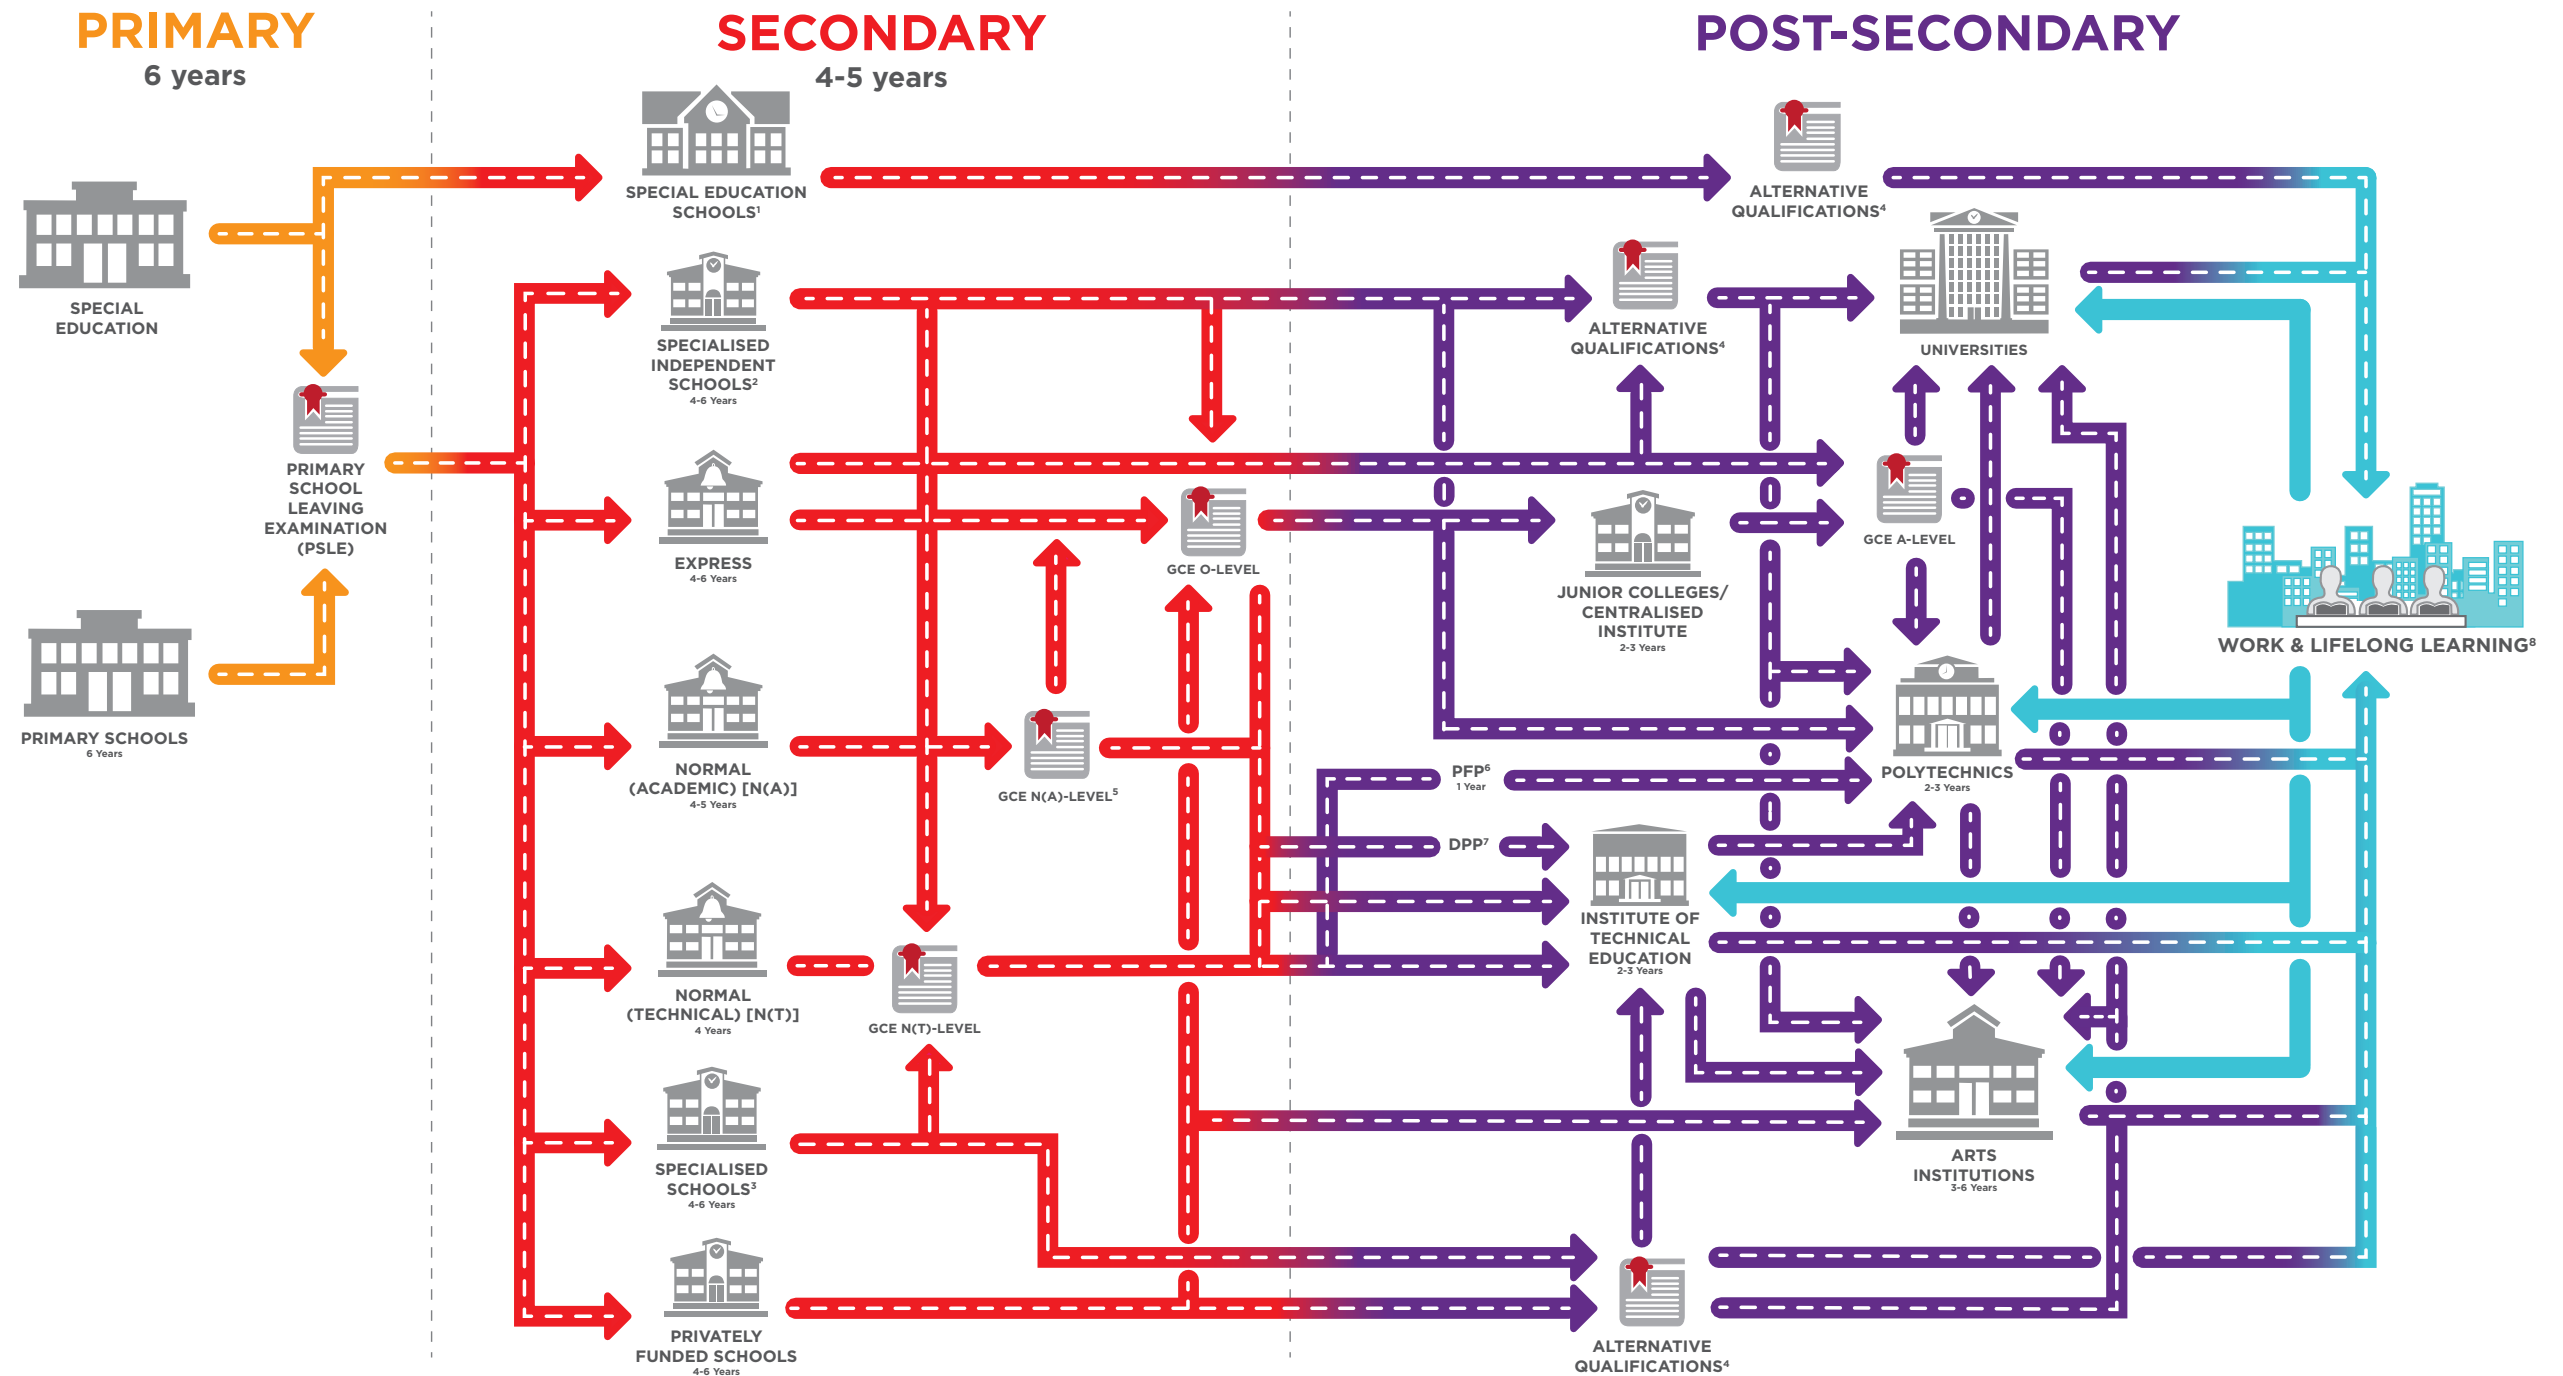 PRIMARY
6 years
SPECIAL
EDUCATION
PRIMARY
SCHOOL
LEAVING
EXAMINATION
(PSLE)
PRIMARY SCHOOLS
6 Years
SECONDARY
4-5 years
SPECIAL EDUCATION
SCHOOLS¹
SPECIALISED
INDEPENDENT
SCHOOLS²
4-6 Years
EXPRESS
4-6 Years
GCE O-LEVEL
NORMAL
(ACADEMIC) [N(A)]
4-5 Years
GCE N(A)-LEVEL⁵
NORMAL
(TECHNICAL) [N(T)]
4 Years
GCE N(T)-LEVEL
SPECIALISED
SCHOOLS³
4-6 Years
PRIVATELY
FUNDED SCHOOLS
4-6 Years
POST-SECONDARY
ALTERNATIVE
QUALIFICATIONS⁴
ALTERNATIVE
QUALIFICATIONS⁴
UNIVERSITIES
GCE A-LEVEL
JUNIOR COLLEGES/
CENTRALISED
INSTITUTE
2-3 Years
WORK & LIFELONG LEARNING⁸
PFP⁶
1 Year
POLYTECHNICS
2-3 Years
DPP⁷
INSTITUTE OF
TECHNICAL
EDUCATION
2-3 Years
ARTS
INSTITUTIONS
3-6 Years
ALTERNATIVE
QUALIFICATIONS⁴